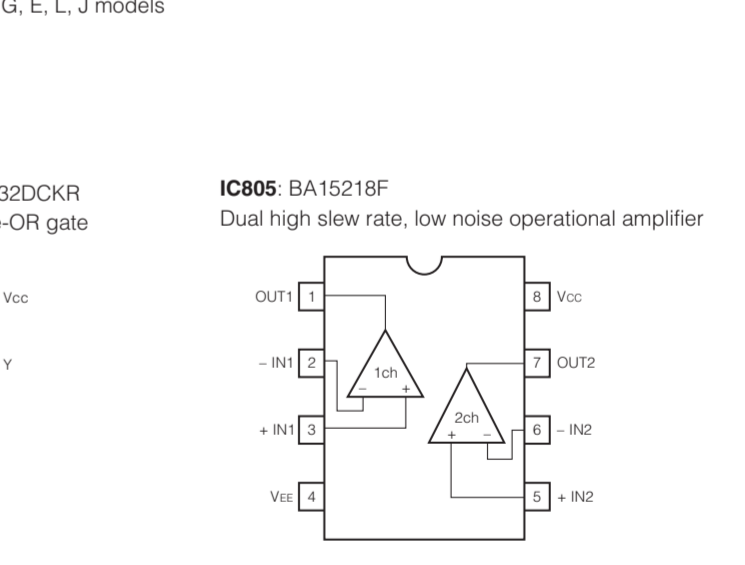 G, E, L, J models
32DCKR
-OR gate
Vcc
Y
IC805: BA15218F
Dual high slew rate, low noise operational amplifier
OUT1 1
8 Vcc
– IN1 2
1ch
– +
7 OUT2
+ IN1 3
2ch
+ –
6 – IN2
VEE 4
5 + IN2